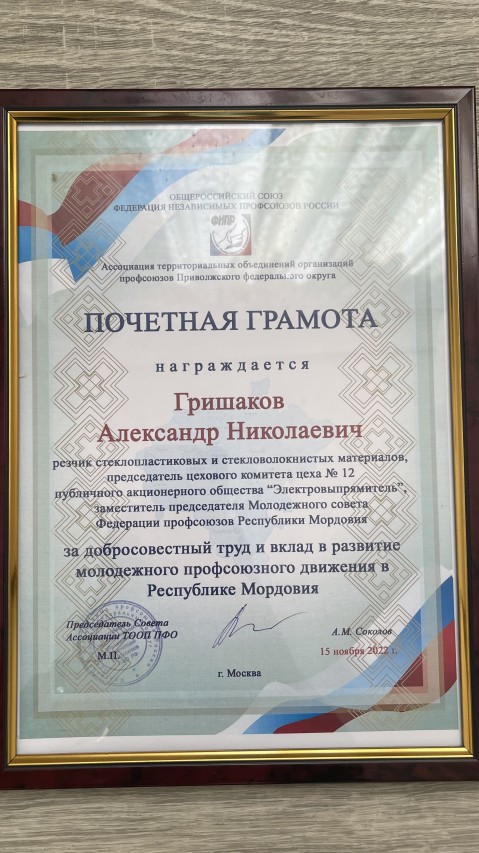 ОБЩЕРОССИЙСКИЙ СОЮЗ
ФЕДЕРАЦИЯ НЕЗАВИСИМЫХ ПРОФСОЮЗОВ РОССИИ
ФНПР
Ассоциация территориальных объединений организаций
профсоюзов Приволжского федерального округа
ПОЧЕТНАЯ ГРАМОТА
награждается
Гришаков
Александр Николаевич
резчик стеклопластиковых и стекловолокнистых материалов,
председатель цехового комитета цеха № 12
публичного акционерного общества “Электровыпрямитель”,
заместитель председателя Молодежного совета
Федерации профсоюзов Республики Мордовия
за добросовестный труд и вклад в развитие
молодежного профсоюзного движения в
Республике Мордовия
Председатель Совета
Ассоциации ТООП ПФО
А.М. Соколов
М.П.
15 ноября 2022 г.
г. Москва